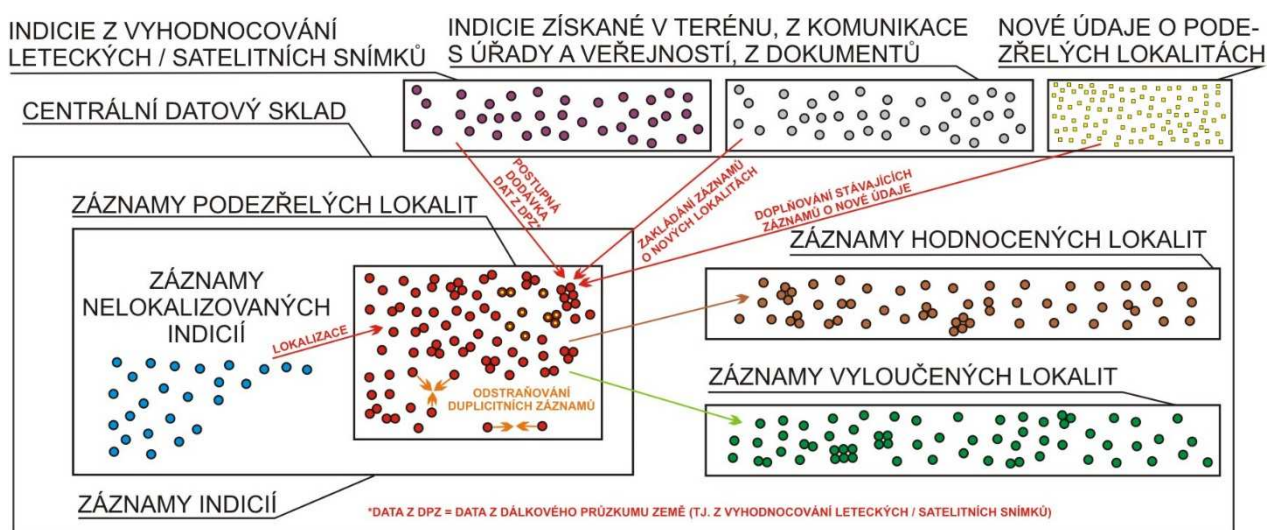 INDICIE Z VYHODNOCOVÁNÍ
LETECKÝCH / SATELITNÍCH SNÍMKŮ
INDICIE ZÍSKANÉ V TERÉNU, Z KOMUNIKACE
S ÚŘADY A VEŘEJNOSTÍ, Z DOKUMENTŮ
NOVÉ ÚDAJE O PODE-
ZŘELÝCH LOKALITÁCH
CENTRÁLNÍ DATOVÝ SKLAD
POSTUPNÁ
DODÁVKA
DAT Z DPZ*
ZAKLÁDÁNÍ ZÁZNAMŮ
O NOVÝCH LOKALITÁCH
DOPLŇOVÁNÍ STÁVAJÍCÍCH
ZÁZNAMŮ O NOVÉ ÚDAJE
ZÁZNAMY PODEZŘELÝCH LOKALIT
ZÁZNAMY HODNOCENÝCH LOKALIT
ZÁZNAMY
NELOKALIZOVANÝCH
INDICIÍ
LOKALIZACE
ZÁZNAMY VYLOUČENÝCH LOKALIT
ODSTRAŇOVÁNÍ
DUPLICITNÍCH ZÁZNAMŮ
ZÁZNAMY INDICIÍ
*DATA Z DPZ = DATA Z DÁLKOVÉHO PRŮZKUMU ZEMĚ (TJ. Z VYHODNOCOVÁNÍ LETECKÝCH / SATELITNÍCH SNÍMKŮ)